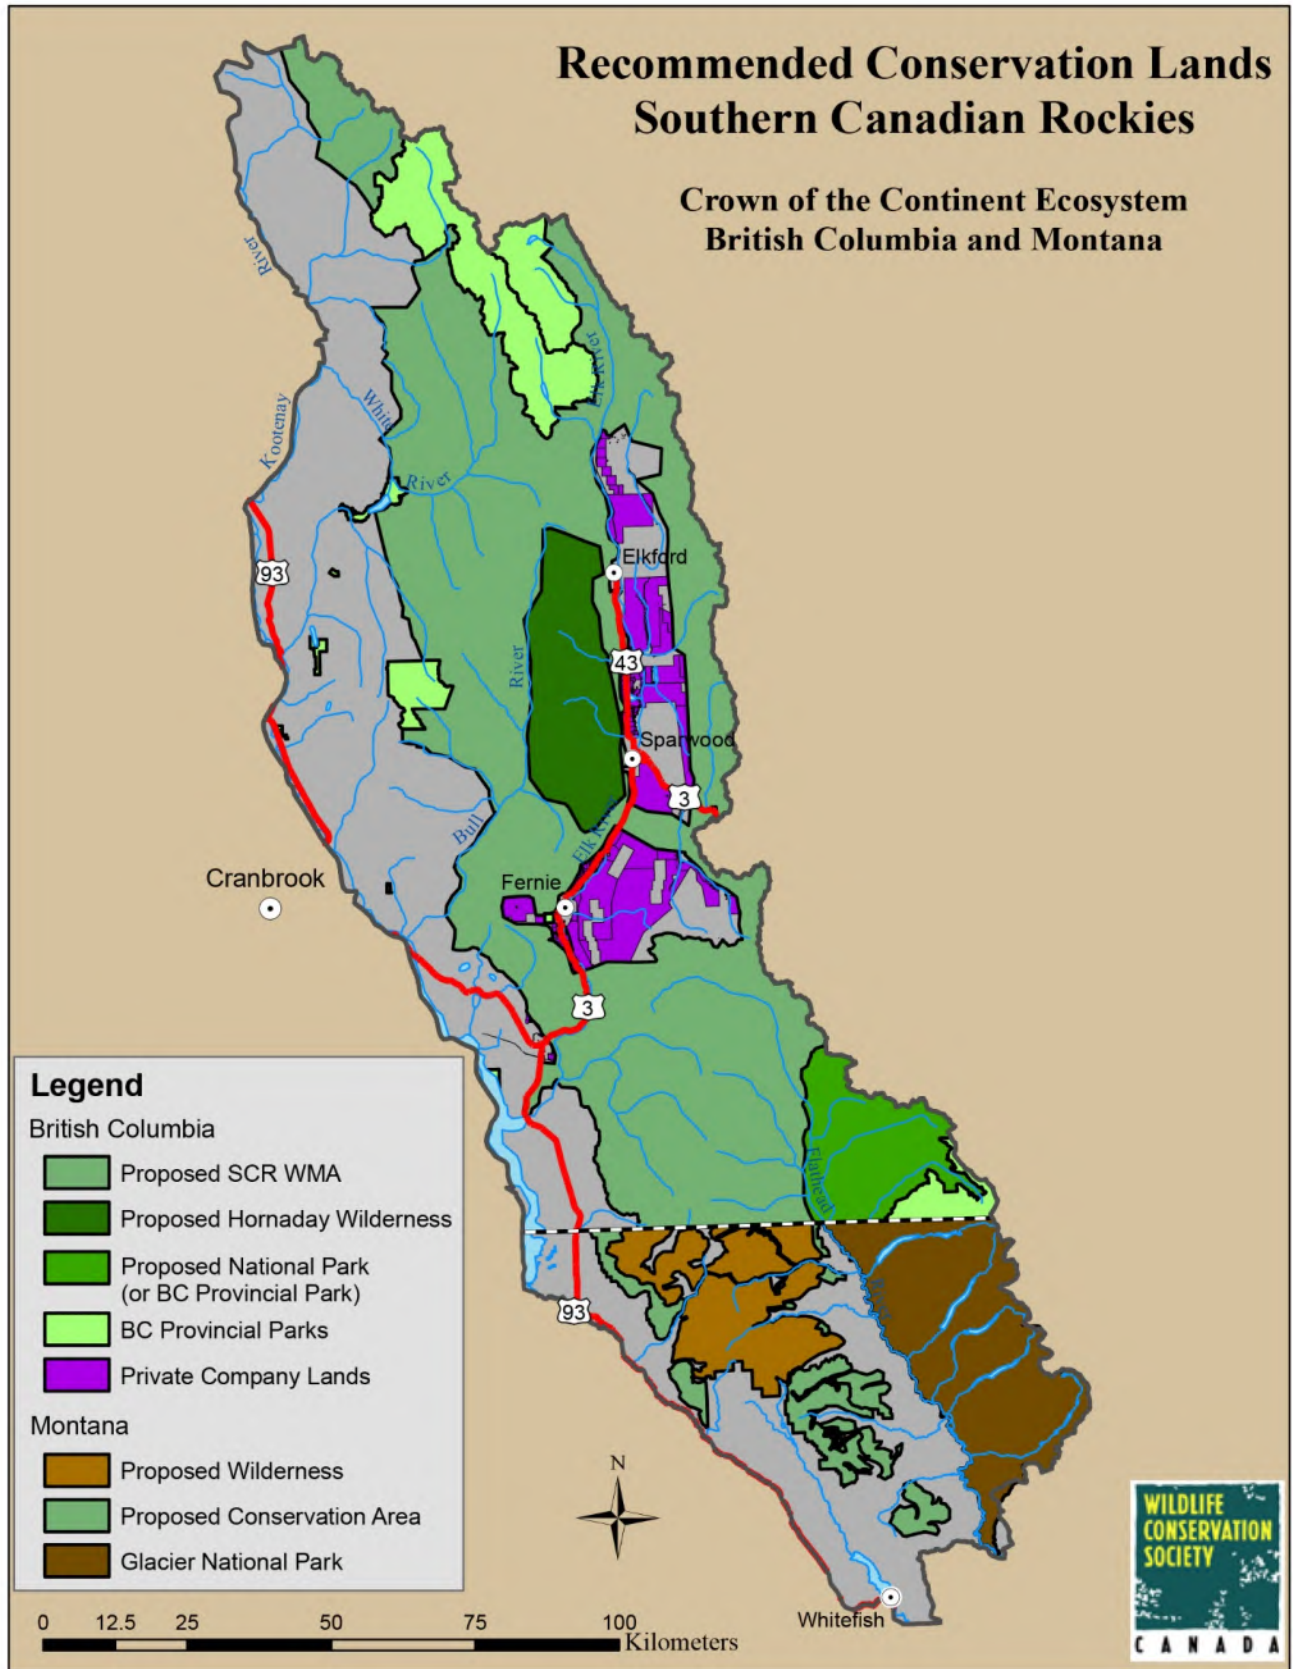 Recommended Conservation Lands
Southern Canadian Rockies
Crown of the Continent Ecosystem
British Columbia and Montana
River
Kootenay
White
River
Elk River
Elkford
93
43
River
Sparwood
3
Bull
Elk River
Cranbrook
Fernie
3
Flathead
River
93
Whitefish
N
Legend
British Columbia
Proposed SCR WMA
Proposed Hornaday Wilderness
Proposed National Park
(or BC Provincial Park)
BC Provincial Parks
Private Company Lands
Montana
Proposed Wilderness
Proposed Conservation Area
Glacier National Park
0 12.5 25 50 75 100
Kilometers
WILDLIFE
CONSERVATION
SOCIETY
CANADA